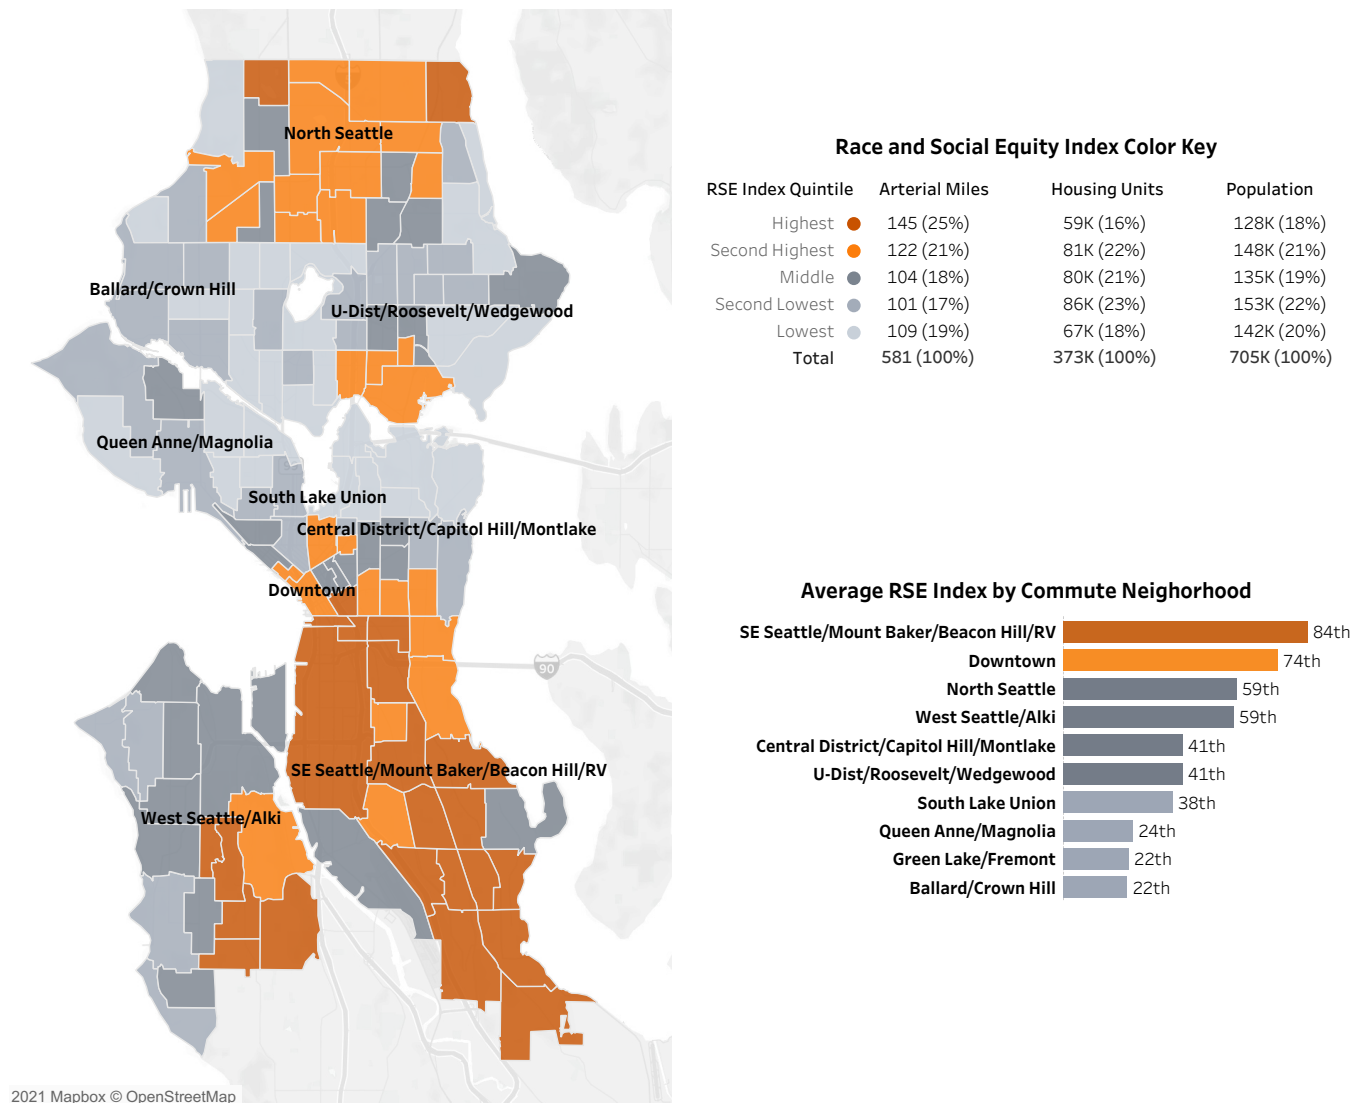 North Seattle
Ballard/Crown Hill
U-Dist/Roosevelt/Wedgewood
Queen Anne/Magnolia
South Lake Union
Central District/Capitol Hill/Montlake
Downtown
90
SE Seattle/Mount Baker/Beacon Hill/RV
West Seattle/Alki
2021 Mapbox © OpenStreetMap
Race and Social Equity Index Color Key
RSE Index Quintile Arterial Miles Housing Units Population
Highest 145 (25%) 59K (16%) 128K (18%)
Second Highest 122 (21%) 81K (22%) 148K (21%)
Middle 104 (18%) 80K (21%) 135K (19%)
Second Lowest 101 (17%) 86K (23%) 153K (22%)
Lowest 109 (19%) 67K (18%) 142K (20%)
Total 581 (100%) 373K (100%) 705K (100%)
Average RSE Index by Commute Neighorhood
SE Seattle/Mount Baker/Beacon Hill/RV 84th
Downtown 74th
North Seattle 59th
West Seattle/Alki 59th
Central District/Capitol Hill/Montlake 41th
U-Dist/Roosevelt/Wedgewood 41th
South Lake Union 38th
Queen Anne/Magnolia 24th
Green Lake/Fremont 22th
Ballard/Crown Hill 22th